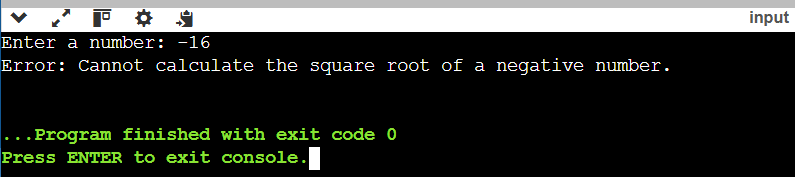 input
Enter a number: -16
Error: Cannot calculate the square root of a negative number.
...Program finished with exit code 0
Press ENTER to exit console.